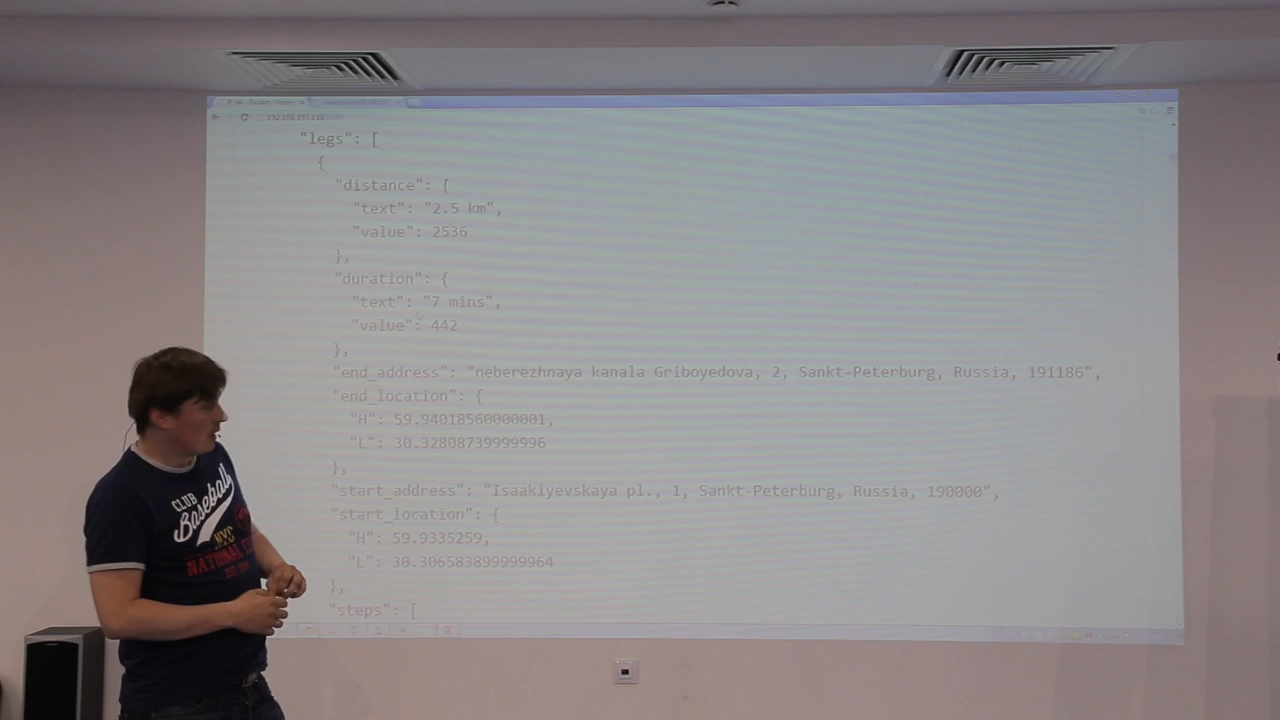 "legs": [
{
"distance": {
"text": "2.5 km",
"value": 2536
},
"duration": {
"text": "7 mins",
"value": 442
},
"end_address": "neberezhnaya kanala Griboyedova, 2, Sankt-Peterburg, Russia, 191186",
"end_location": {
"H": 59.94018560000001,
"L": 30.32808739999996
},
"start_address": "Isaakiyevskaya pl., 1, Sankt-Peterburg, Russia, 190000",
"start_location": {
"H": 59.9335259,
"L": 30.306583899999964
},
"steps": [
CLUB
Baseball
NYC
NATIONAL